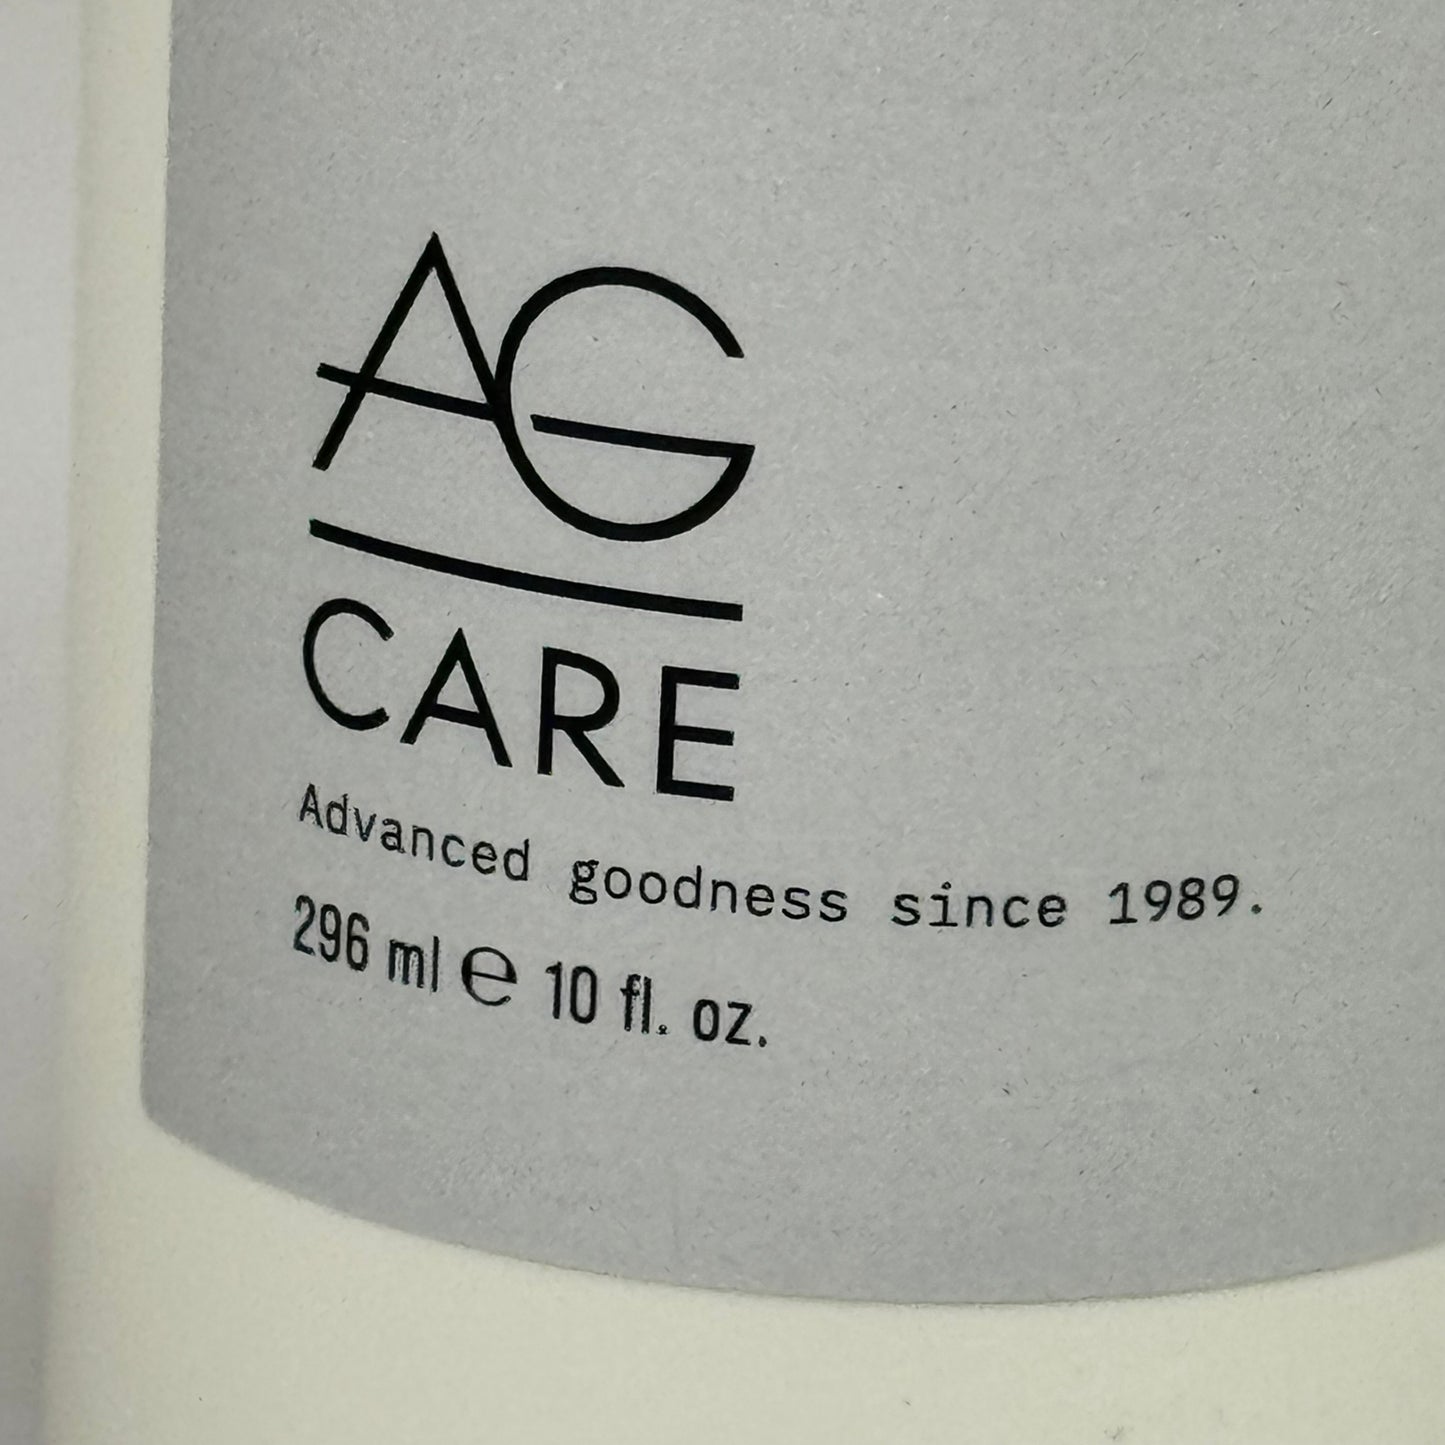 AG
CARE
Advanced goodness since 1989.
296 ml ℮ 10 fl. oz.